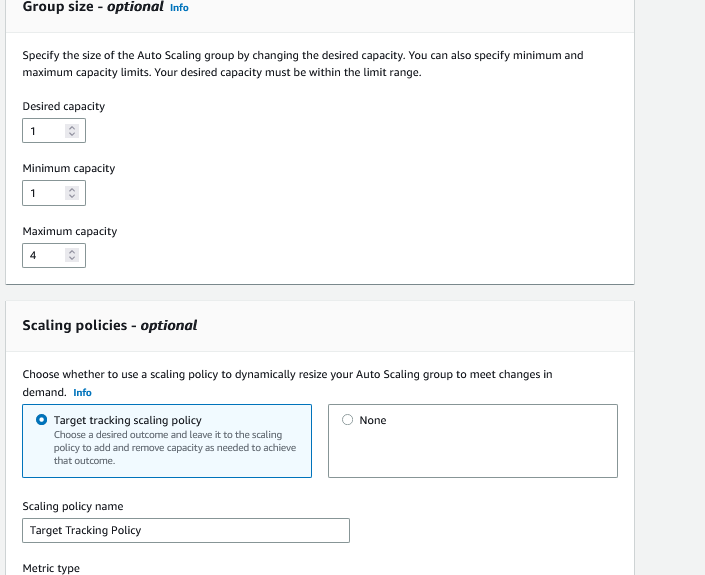 Group size - optional Info
Specify the size of the Auto Scaling group by changing the desired capacity. You can also specify minimum and
maximum capacity limits. Your desired capacity must be within the limit range.
Desired capacity
1
Minimum capacity
1
Maximum capacity
4
Scaling policies - optional
Choose whether to use a scaling policy to dynamically resize your Auto Scaling group to meet changes in
demand. Info
Target tracking scaling policy
Choose a desired outcome and leave it to the scaling
policy to add and remove capacity as needed to achieve
that outcome.
None
Scaling policy name
Target Tracking Policy
Metric type